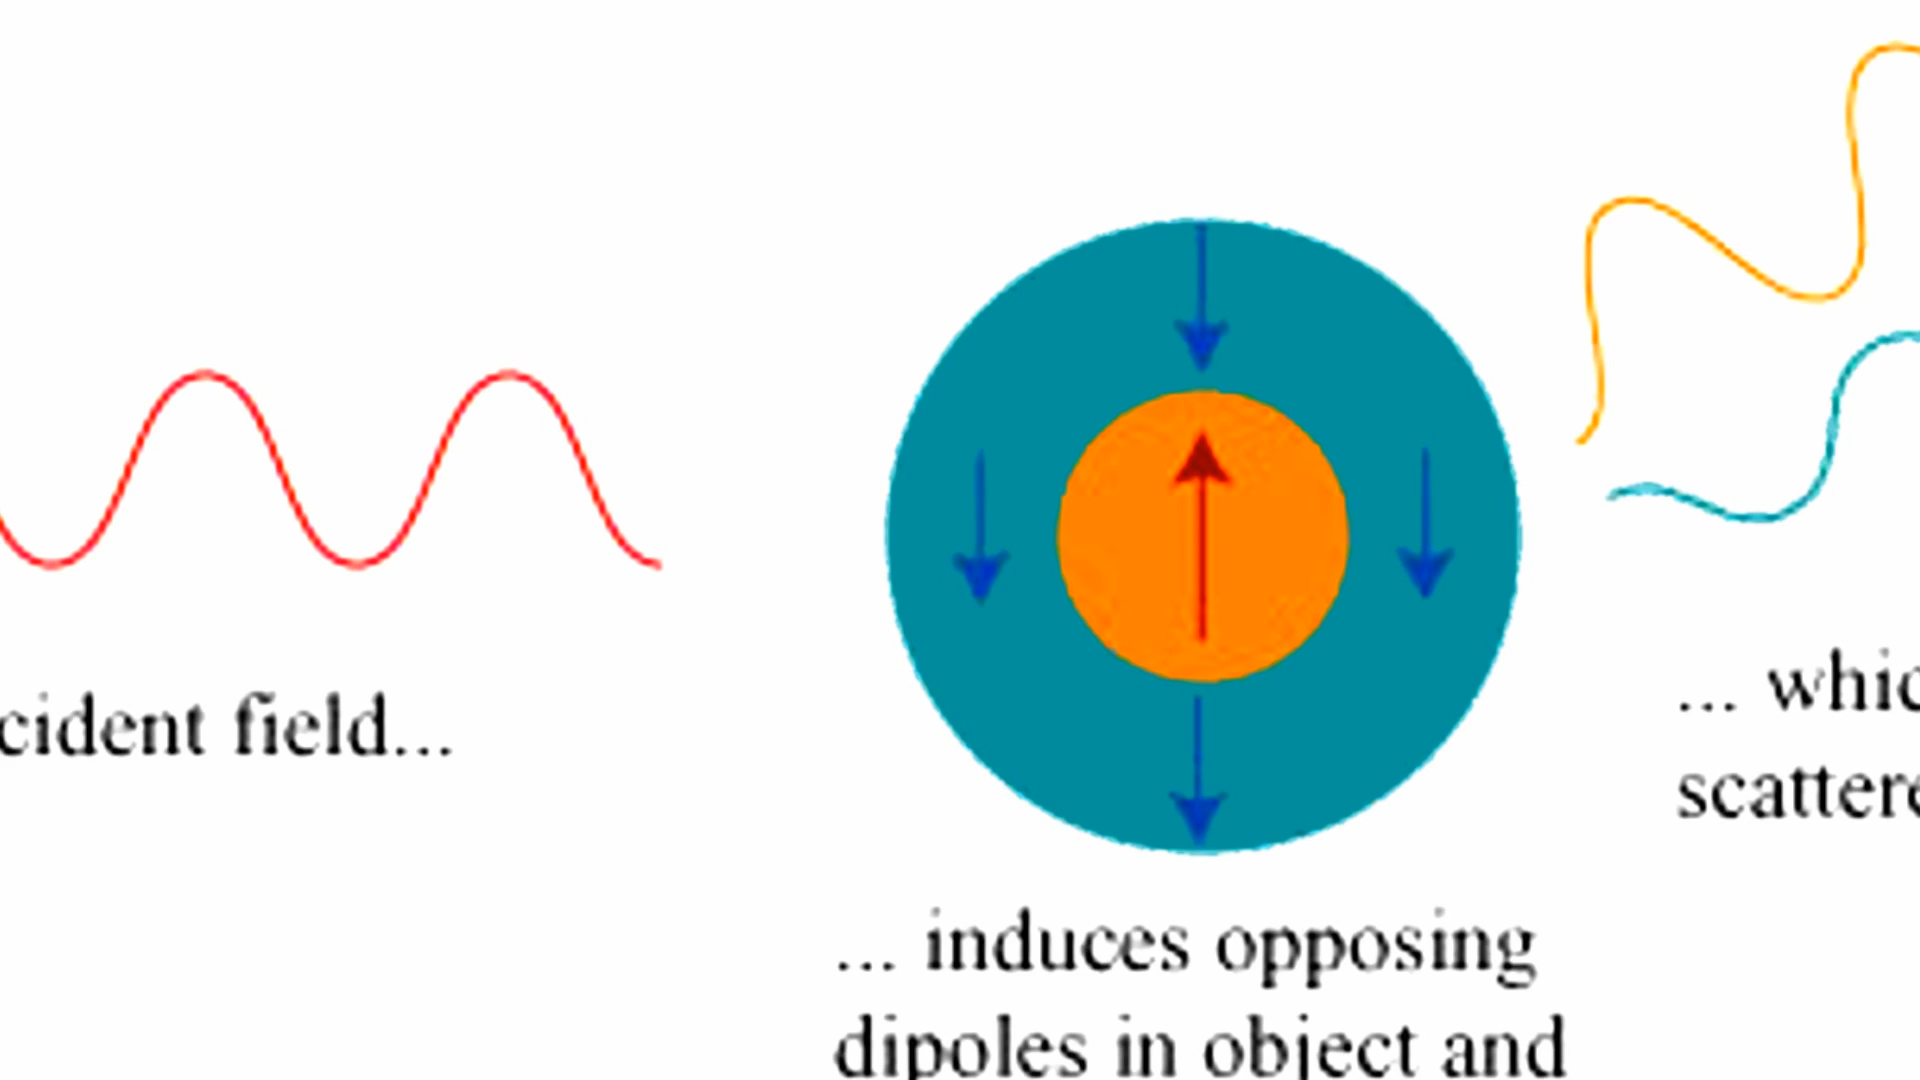 cident field...
... induces opposing
dipoles in object and
... whic
scattere